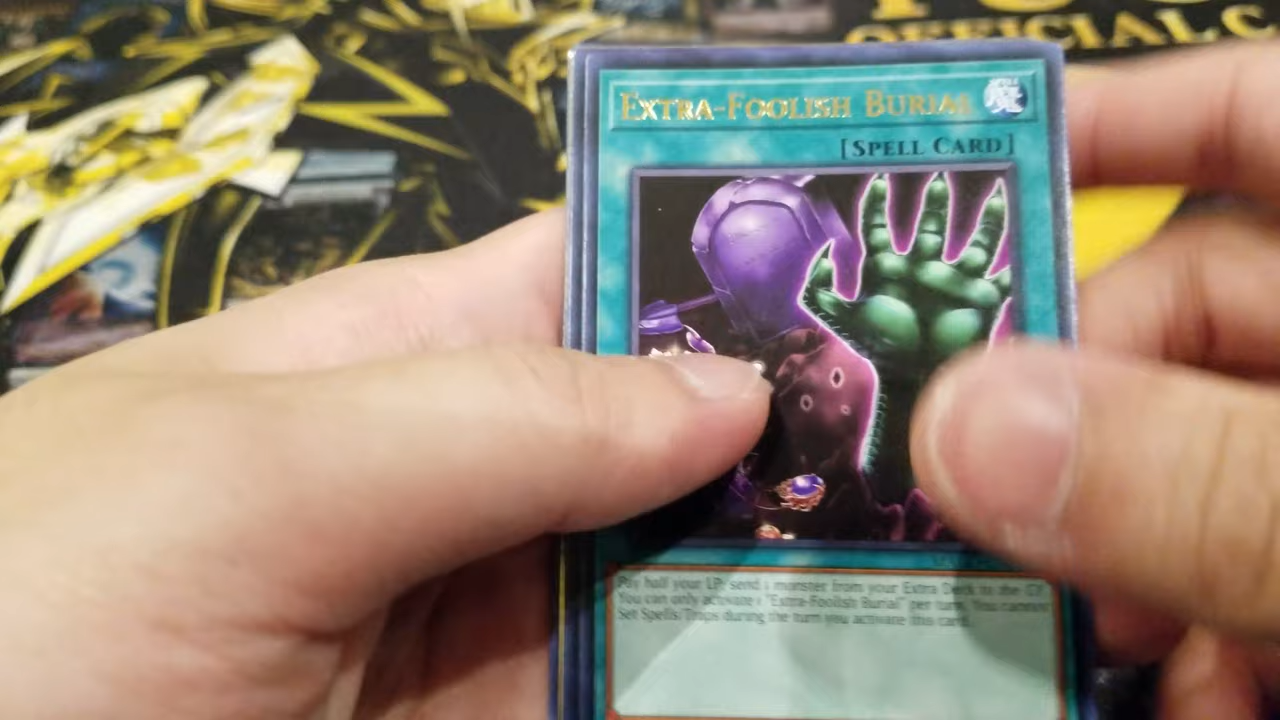 OFFICIAL C
EXTRA-FOOLISH BURIAL
[SPELL CARD]
Pay half your LP; send 1 monster from your Extra Deck to the GY.
You can only activate 1 "Extra-Foolish Burial" per turn. You cannot
Set Spells/Traps during the turn you activate this card.